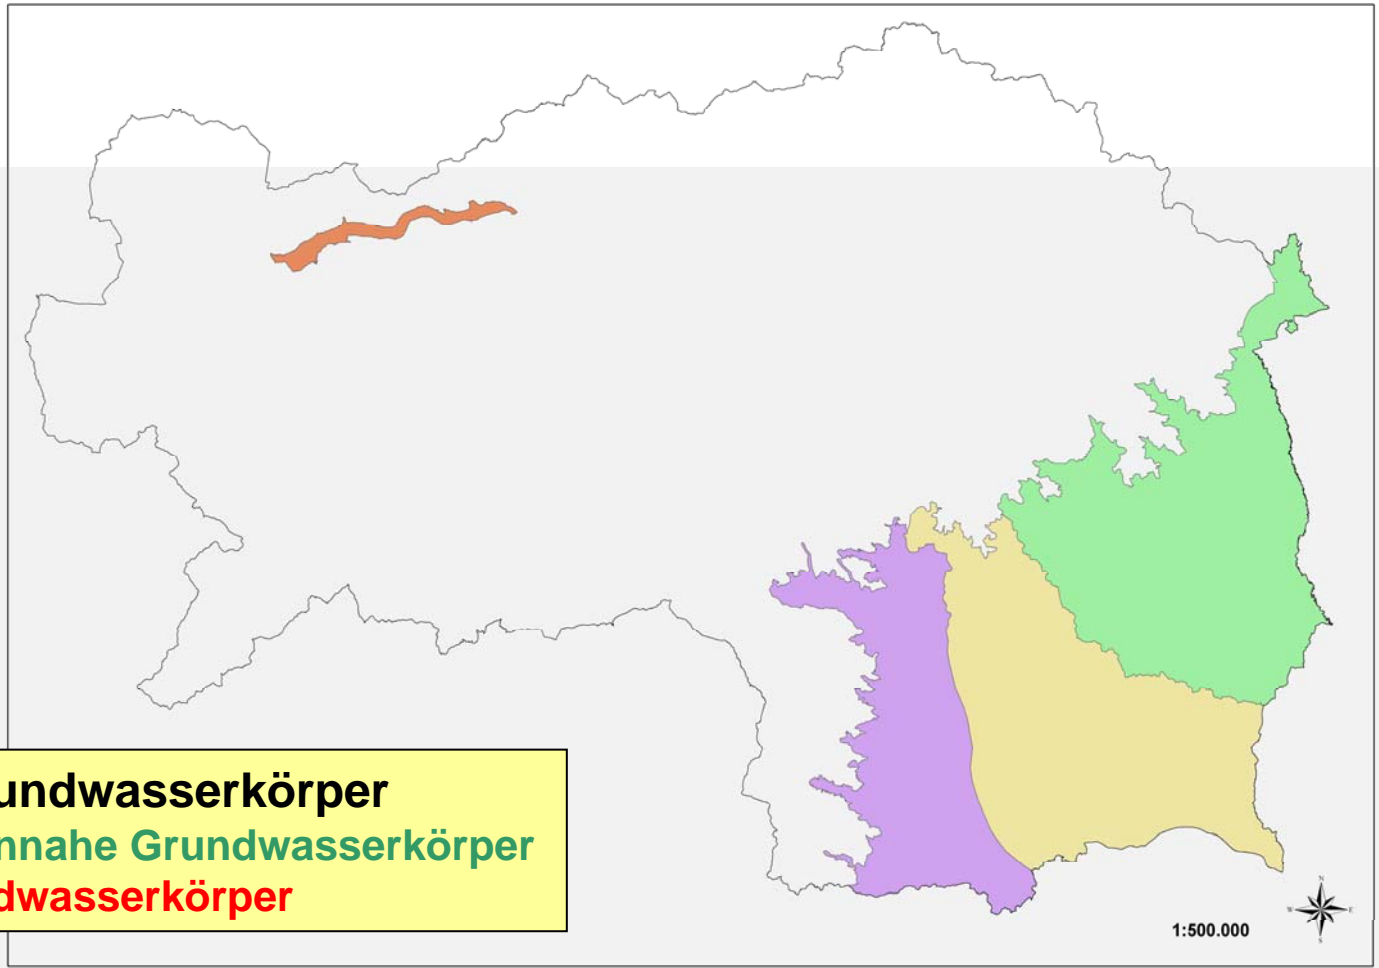 undwasserkörper
nnahe Grundwasserkörper
dwasserkörper
N
W E
S
1:500.000